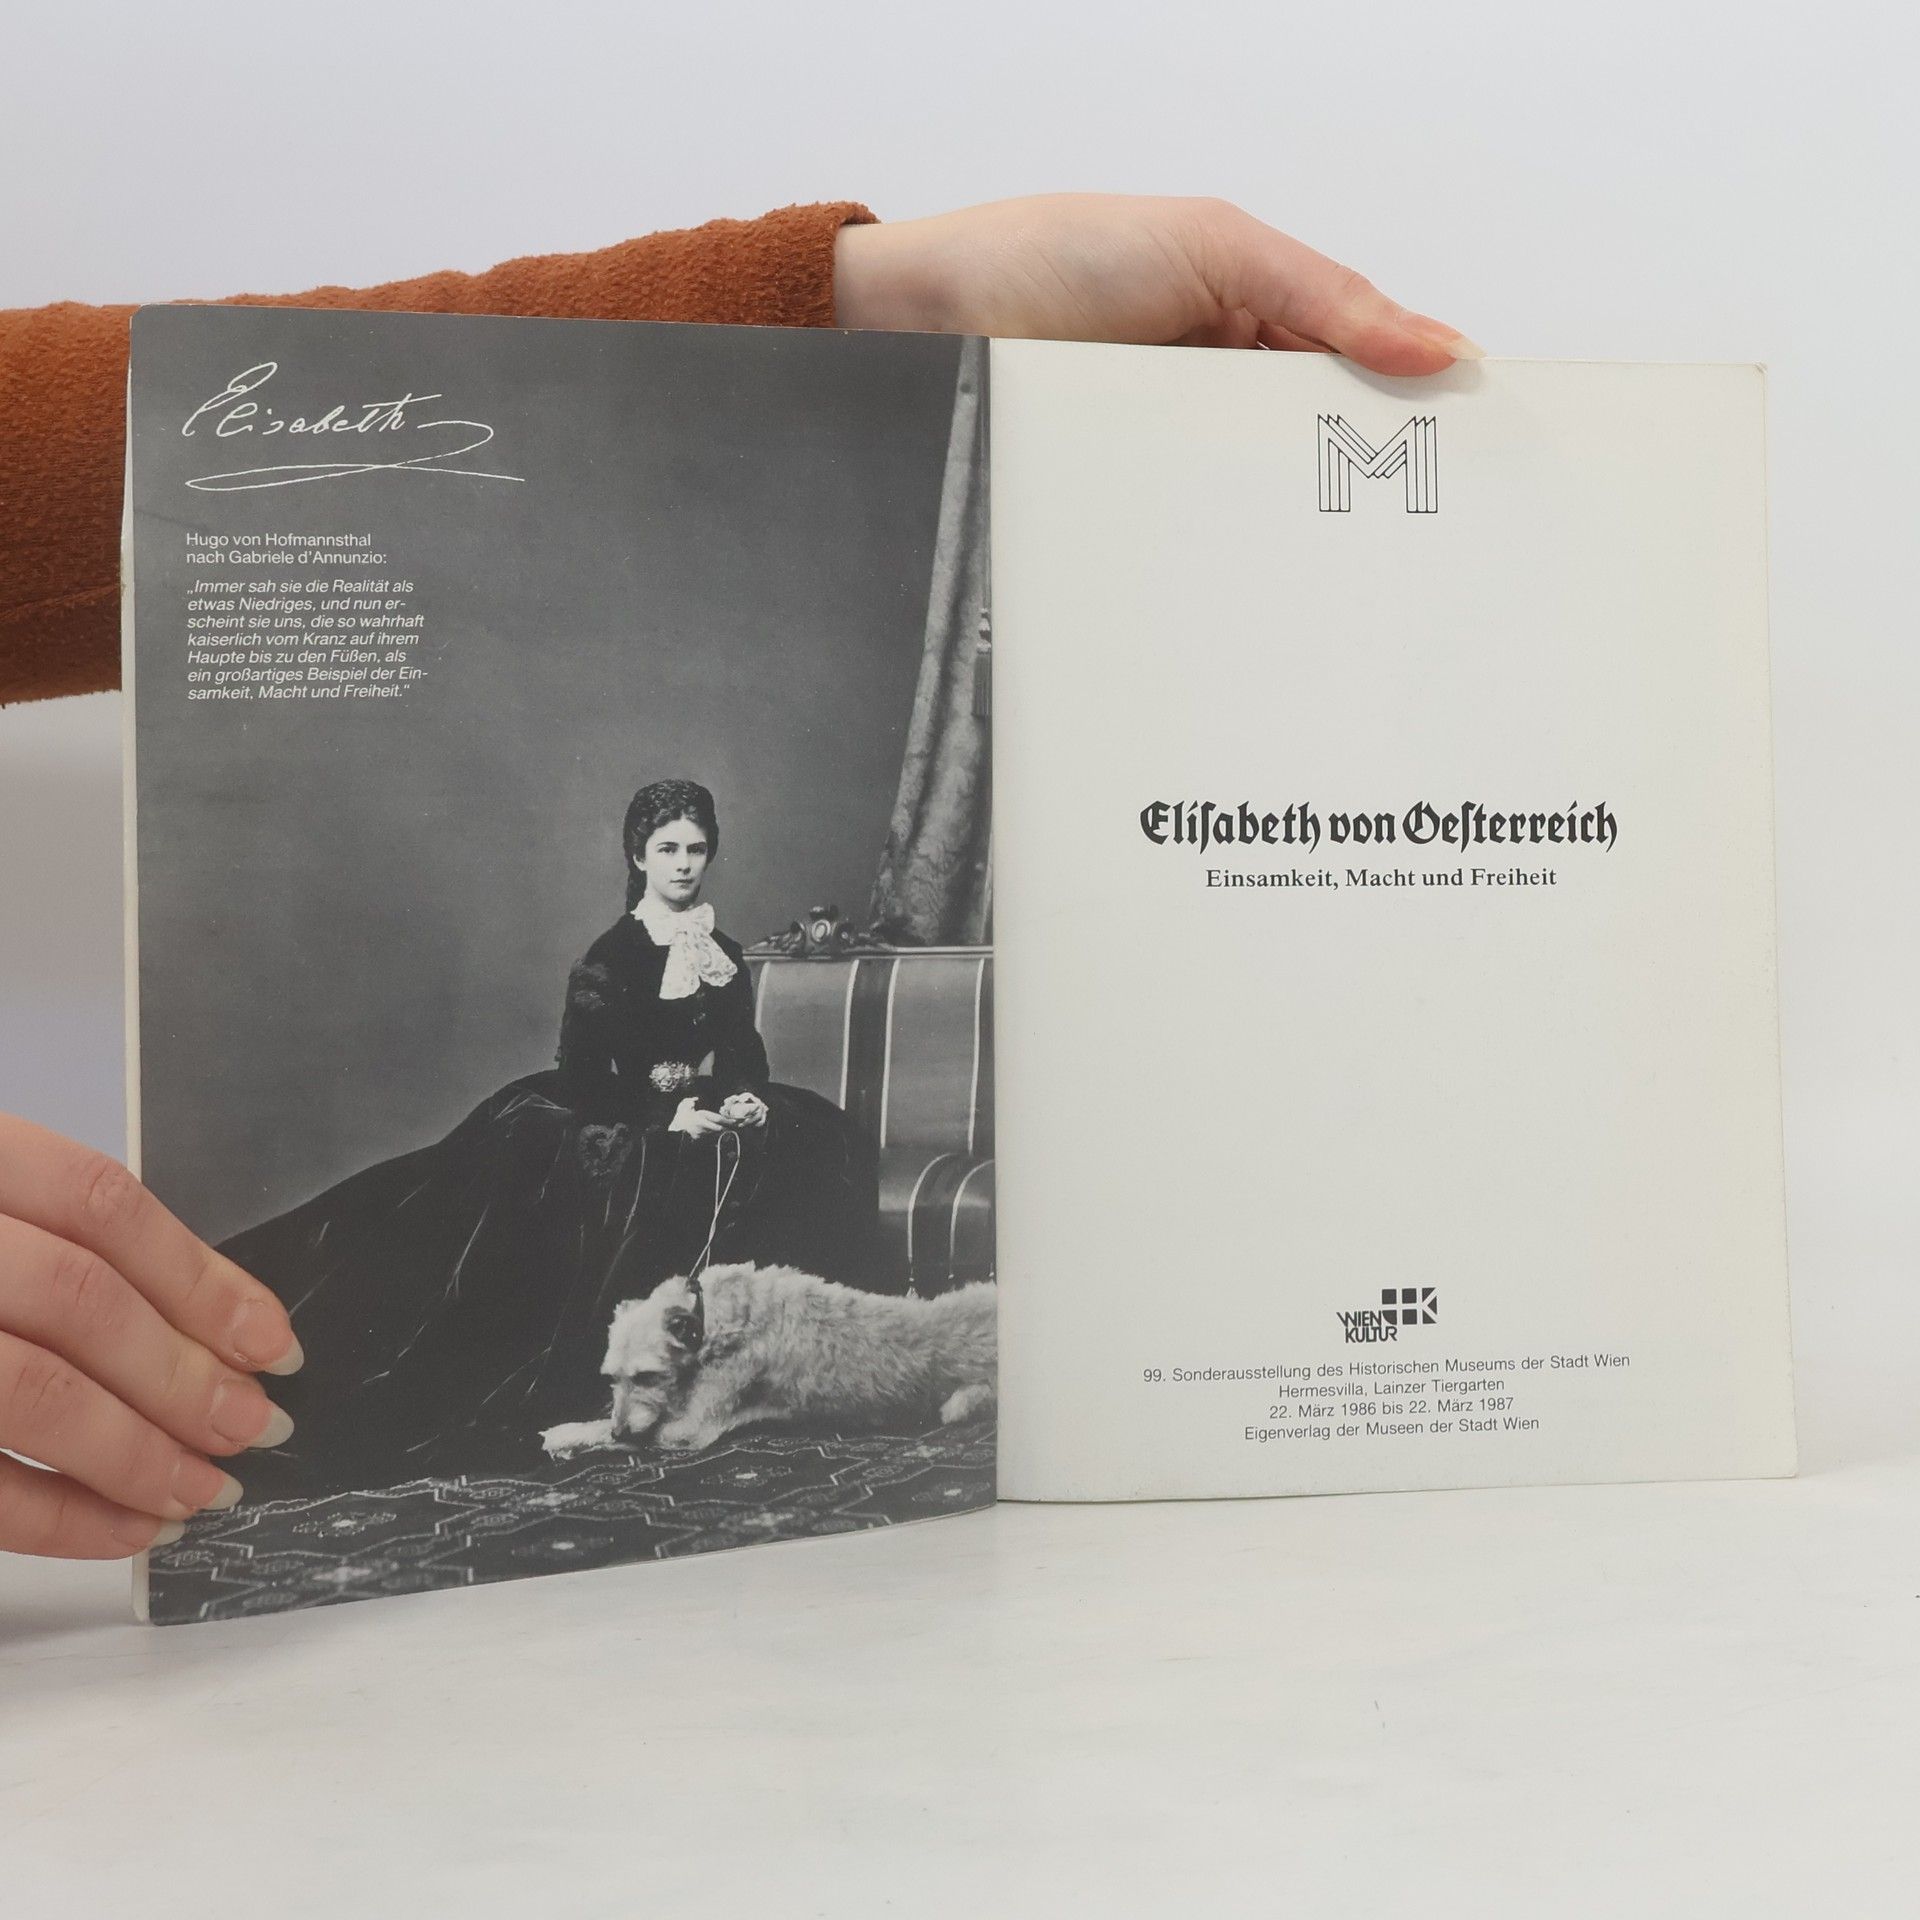 Elisabeth
Hugo von Hofmannsthal
nach Gabriele d'Annunzio:
„Immer sah sie die Realität als
etwas Niedriges, und nun er-
scheint sie uns, die so wahrhaft
kaiserlich vom Kranz auf ihrem
Haupte bis zu den Füßen, als
ein großartiges Beispiel der Ein-
samkeit, Macht und Freiheit.“
M
Eliſabeth von Oeſterreich
Einsamkeit, Macht und Freiheit
WIEN
KULTUR
99. Sonderausstellung des Historischen Museums der Stadt Wien
Hermesvilla, Lainzer Tiergarten
22. März 1986 bis 22. März 1987
Eigenverlag der Museen der Stadt Wien